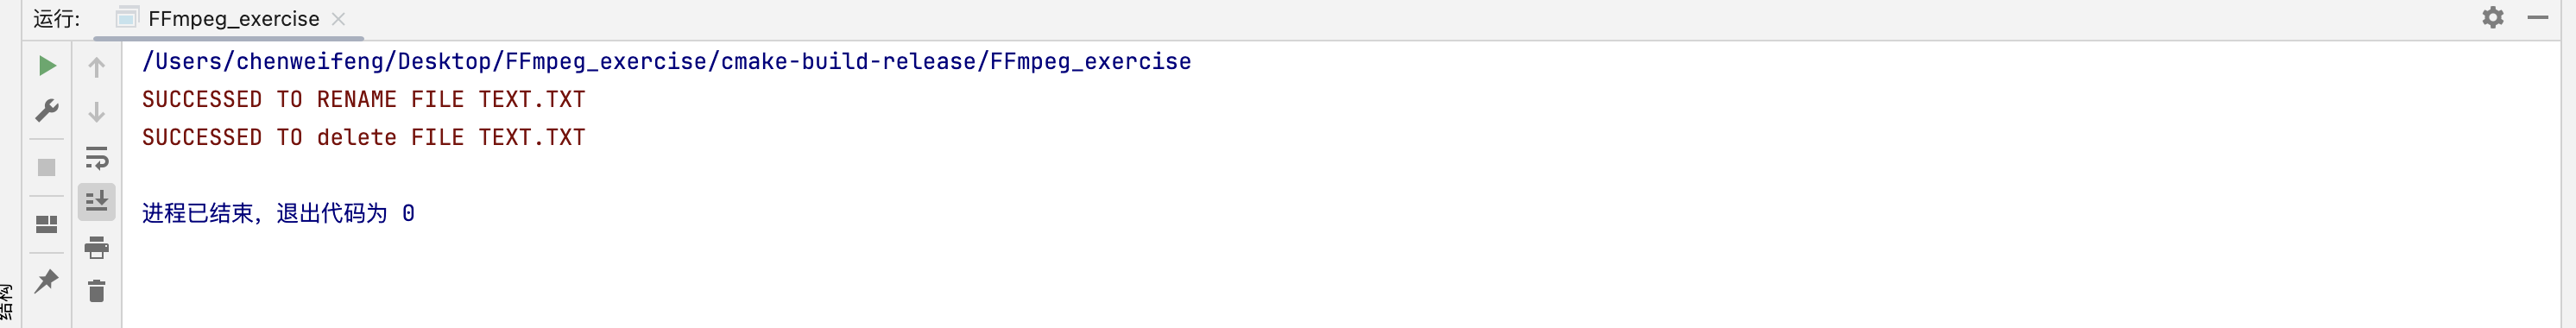 运行: FFmpeg_exercise
/Users/chenweifeng/Desktop/FFmpeg_exercise/cmake-build-release/FFmpeg_exercise
SUCCESSED TO RENAME FILE TEXT.TXT
SUCCESSED TO delete FILE TEXT.TXT
进程已结束，退出代码为 0
结构